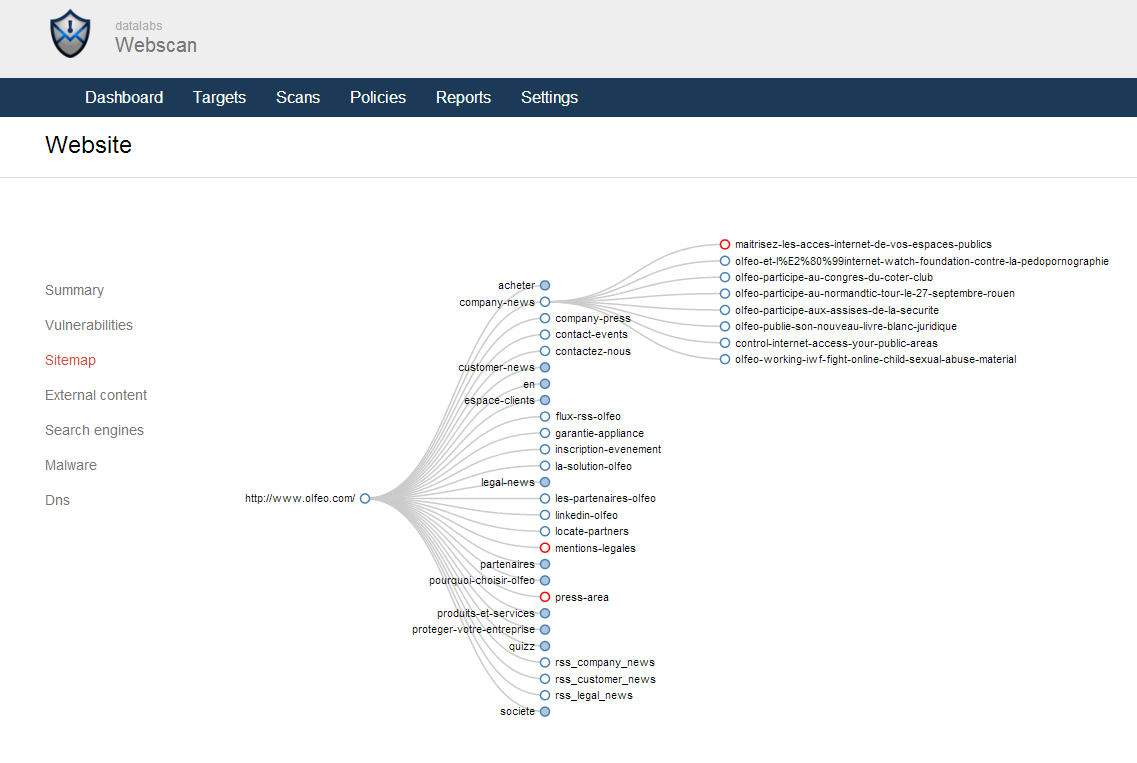 datalabs
Webscan
Dashboard Targets Scans Policies Reports Settings
Website
Summary
Vulnerabilities
Sitemap
External content
Search engines
Malware
Dns
http://www.olfeo.com/
acheter
company-news
company-press
contact-events
contactez-nous
customer-news
en
espace-clients
flux-rss-olfeo
garantie-appliance
inscription-evenement
la-solution-olfeo
legal-news
les-partenaires-olfeo
linkedin-olfeo
locate-partners
mentions-legales
partenaires
pourquoi-choisir-olfeo
press-area
produits-et-services
proteger-votre-entreprise
quizz
rss_company_news
rss_customer_news
rss_legal_news
societe
maitrisez-les-acces-internet-de-vos-espaces-publics
olfeo-et-l%E2%80%99internet-watch-foundation-contre-la-pedopornographie
olfeo-participe-au-congres-du-coter-club
olfeo-participe-au-normandtic-tour-le-27-septembre-rouen
olfeo-participe-aux-assises-de-la-securite
olfeo-publie-son-nouveau-livre-blanc-juridique
control-internet-access-your-public-areas
olfeo-working-iwf-fight-online-child-sexual-abuse-material